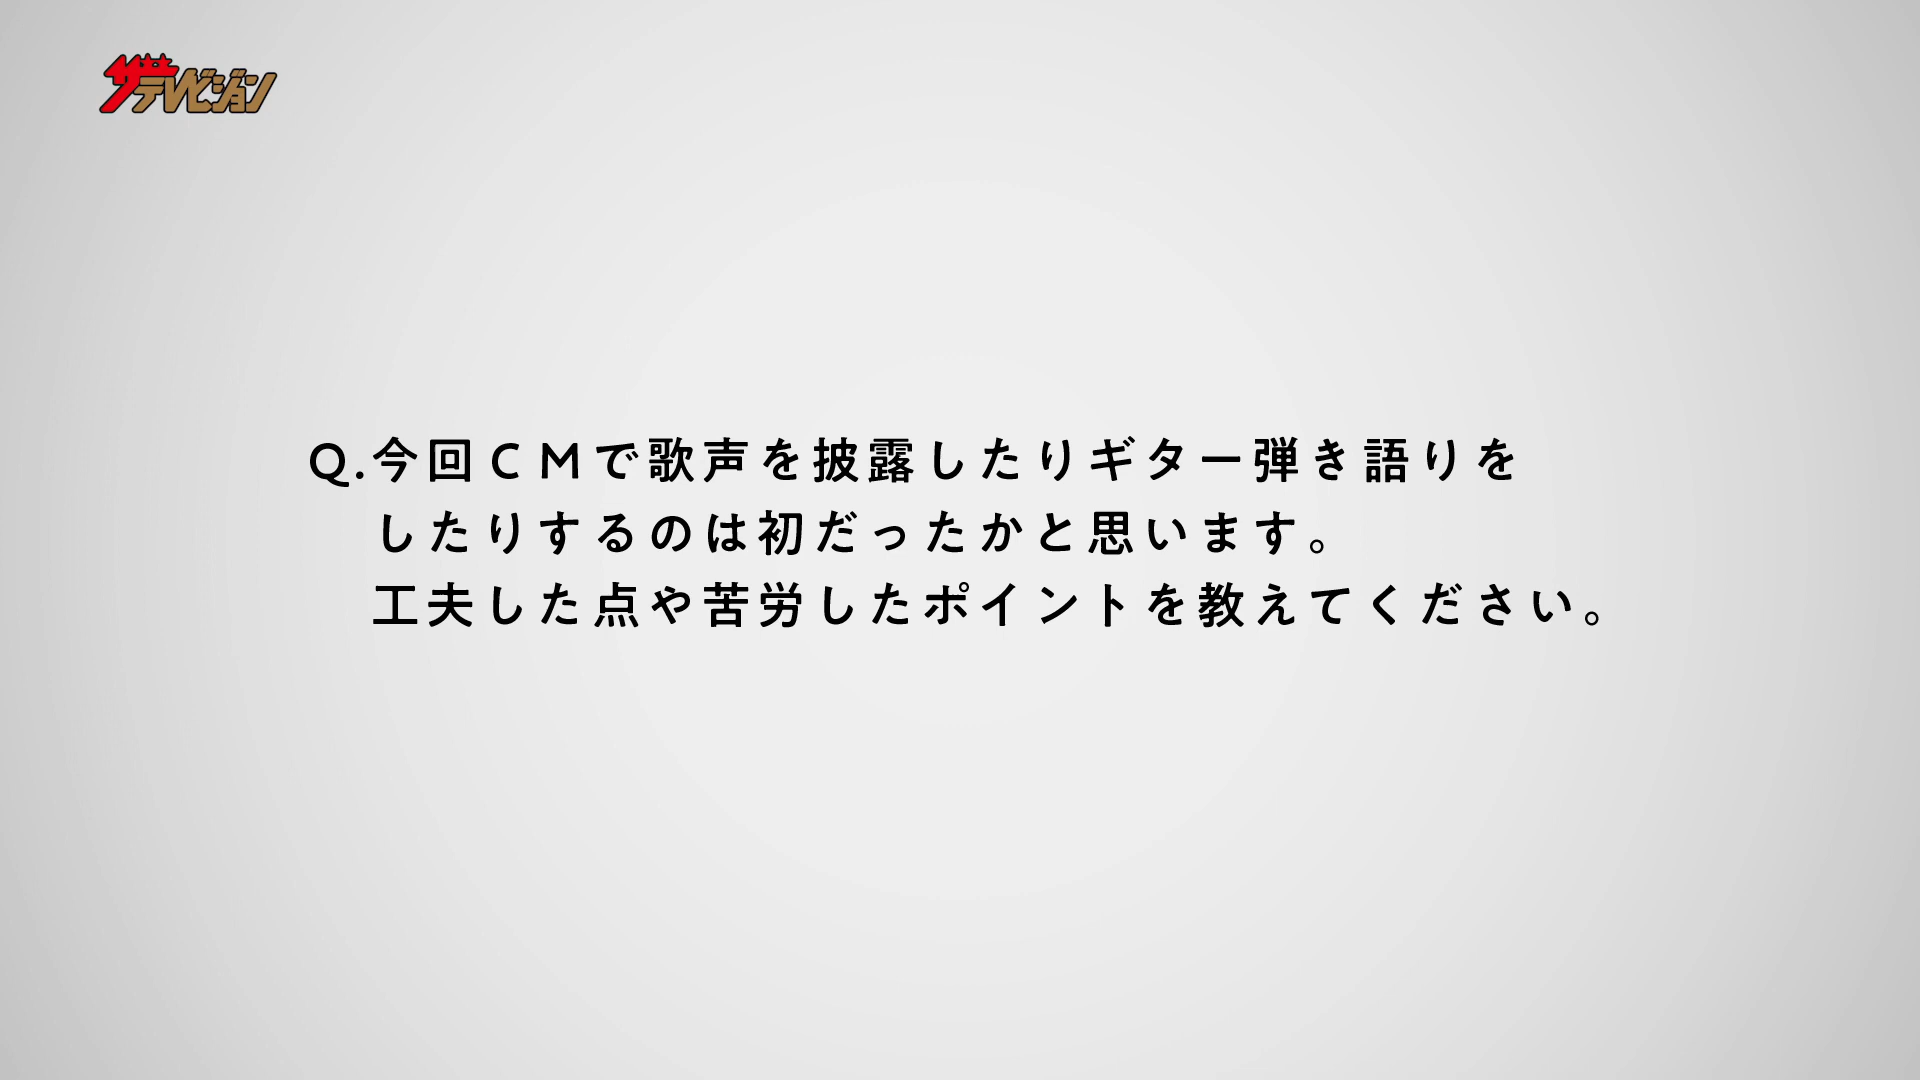 ザテレビジョン
Q.今回CMで歌声を披露したりギター弾き語りを
したりするのは初だったかと思います。
工夫した点や苦労したポイントを教えてください。